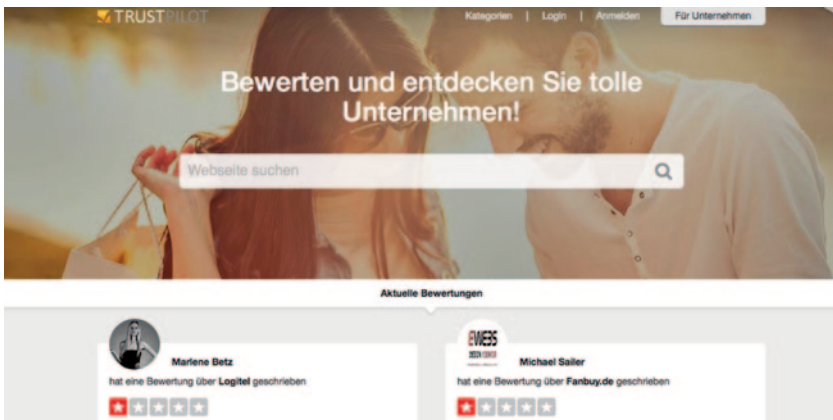 TRUSTPILOT
Kategorien | Login | Anmelden Für Unternehmen
Bewerten und entdecken Sie tolle
Unternehmen!
Webseite suchen
Aktuelle Bewertungen
Marlene Betz
hat eine Bewertung über Logitel geschrieben
EWEBS
Michael Sailer
hat eine Bewertung über Fanbuy.de geschrieben